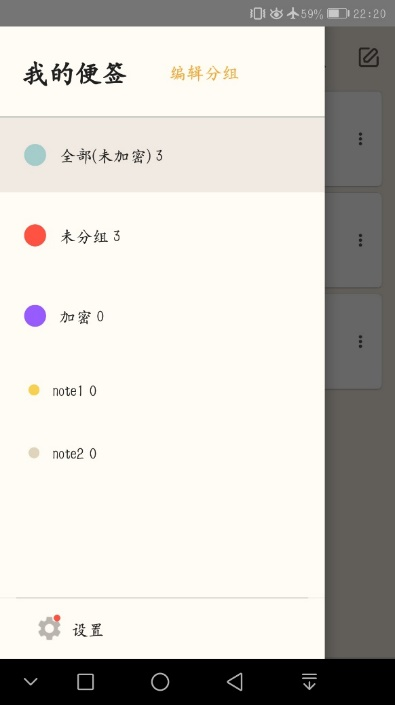 59% 22:20
我的便签 编辑分组
全部(未加密) 3
未分组 3
加密 0
note1 0
note2 0
设置